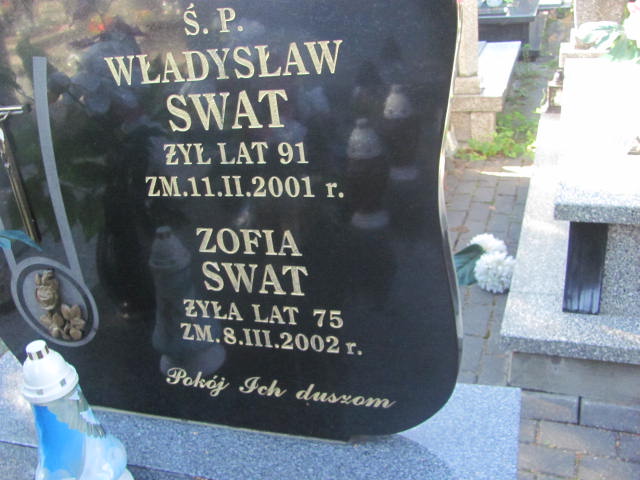 Ś. P.
WŁADYSŁAW
SWAT
ŻYŁ LAT 91
ZM.11.II.2001 r.
ZOFIA
SWAT
ŻYŁA LAT 75
ZM.8.III.2002 r.
Pokój Ich duszom